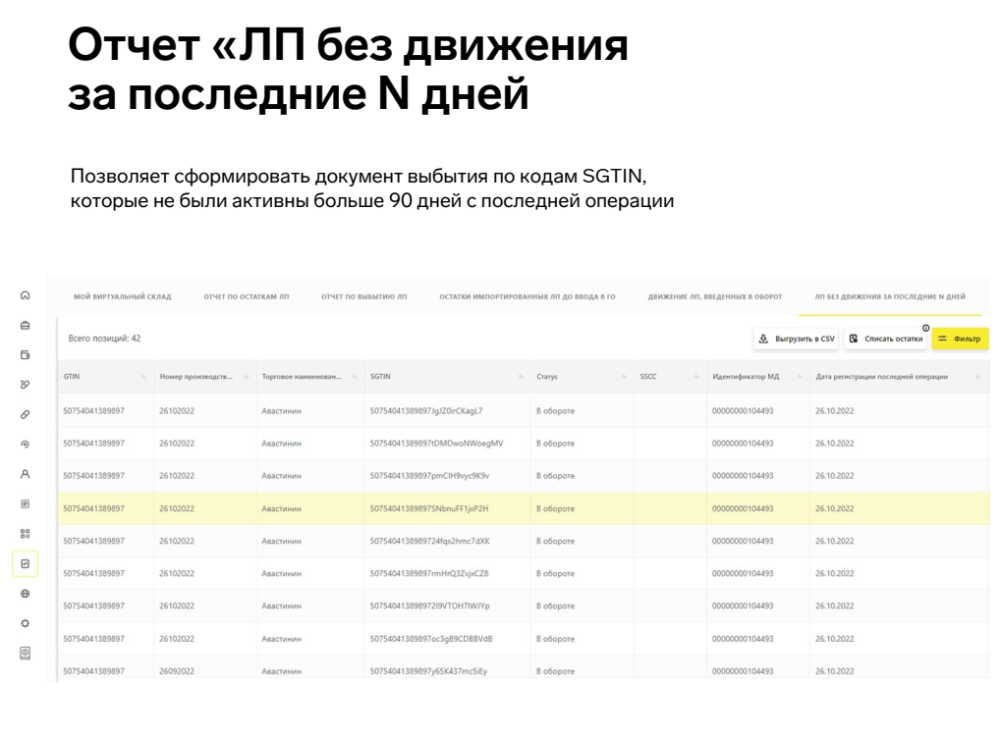 Отчет «ЛП без движения
за последние N дней
Позволяет сформировать документ выбытия по кодам SGTIN,
которые не были активны больше 90 дней с последней операции
МОЙ ВИРТУАЛЬНЫЙ СКЛАД ОТЧЕТ ПО ОСТАТКАМ ЛП ОТЧЕТ ПО ВЫБЫТИЮ ЛП ОСТАТКИ ИМПОРТИРОВАННЫХ ЛП ДО ВВОДА В ГО ДВИЖЕНИЕ ЛП, ВВЕДЕННЫХ В ОБОРОТ ЛП БЕЗ ДВИЖЕНИЯ ЗА ПОСЛЕДНИЕ N ДНЕЙ
Всего позиций: 42 Выгрузить в CSV Списать остатки Фильтр
GTIN Номер производств... Торговое наименован... SGTIN Статус SSCC Идентификатор МД Дата регистрации последней операции
50754041389897 26102022 Авастинин 50754041389897JgJZ0irCKagL7 В обороте 00000000104493 26.10.2022
50754041389897 26102022 Авастинин 50754041389897tDMDwoNWoegMV В обороте 00000000104493 26.10.2022
50754041389897 26102022 Авастинин 50754041389897pmCIH9vyc9K9v В обороте 00000000104493 26.10.2022
50754041389897 26102022 Авастинин 50754041389897SNbnuFF1jxP2H В обороте 00000000104493 26.10.2022
50754041389897 26102022 Авастинин 5075404138989724fqx2hmc7dXK В обороте 00000000104493 26.10.2022
50754041389897 26102022 Авастинин 50754041389897rmHrQ3ZvjxCZ8 В обороте 00000000104493 26.10.2022
50754041389897 26102022 Авастинин 507540413898972I9VTOH7IWJYp В обороте 00000000104493 26.10.2022
50754041389897 26102022 Авастинин 50754041389897oc3gB9CDBBVdB В обороте 00000000104493 26.10.2022
50754041389897 26092022 Авастинин 50754041389897y65K437mc5iEy В обороте 00000000104493 26.10.2022